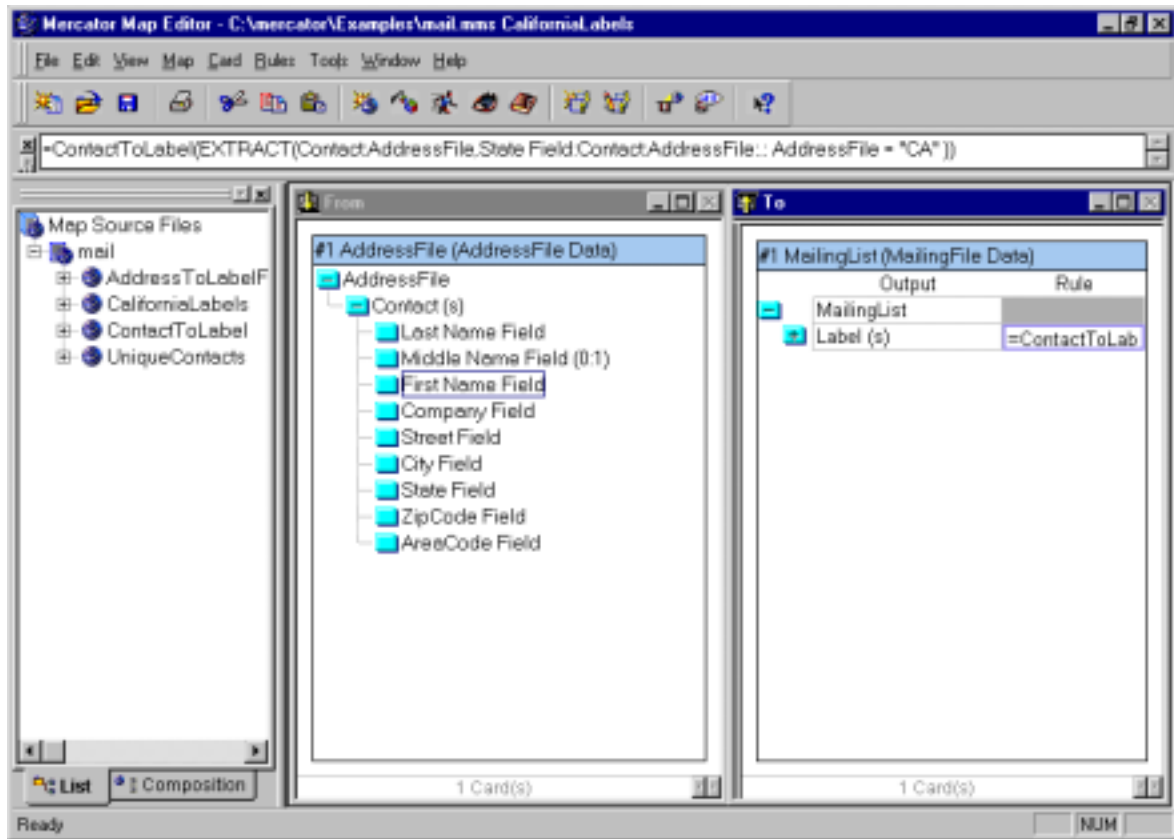 Mercator Map Editor - C:\mercator\Examples\mail.mms CaliforniaLabels
File Edit View Map Card Rules Tools Window Help
=ContactToLabel(EXTRACT(Contact:AddressFile,State Field:Contact:AddressFile:: AddressFile = "CA" ))
Map Source Files
mail
AddressToLabelF
CaliforniaLabels
ContactToLabel
UniqueContacts
List
Composition
From
#1 AddressFile (AddressFile Data)
AddressFile
Contact (s)
Last Name Field
Middle Name Field (0:1)
First Name Field
Company Field
Street Field
City Field
State Field
ZipCode Field
AreaCode Field
1 Card(s)
To
#1 MailingList (MailingFile Data)
Output Rule
MailingList
Label (s) =ContactToLab
1 Card(s)
Ready NUM